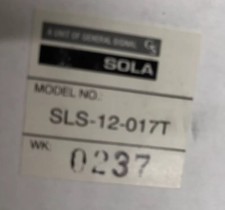 A UNIT OF GENERAL SIGNAL
SOLA
MODEL NO.:
SLS-12-017T
WK:
0237